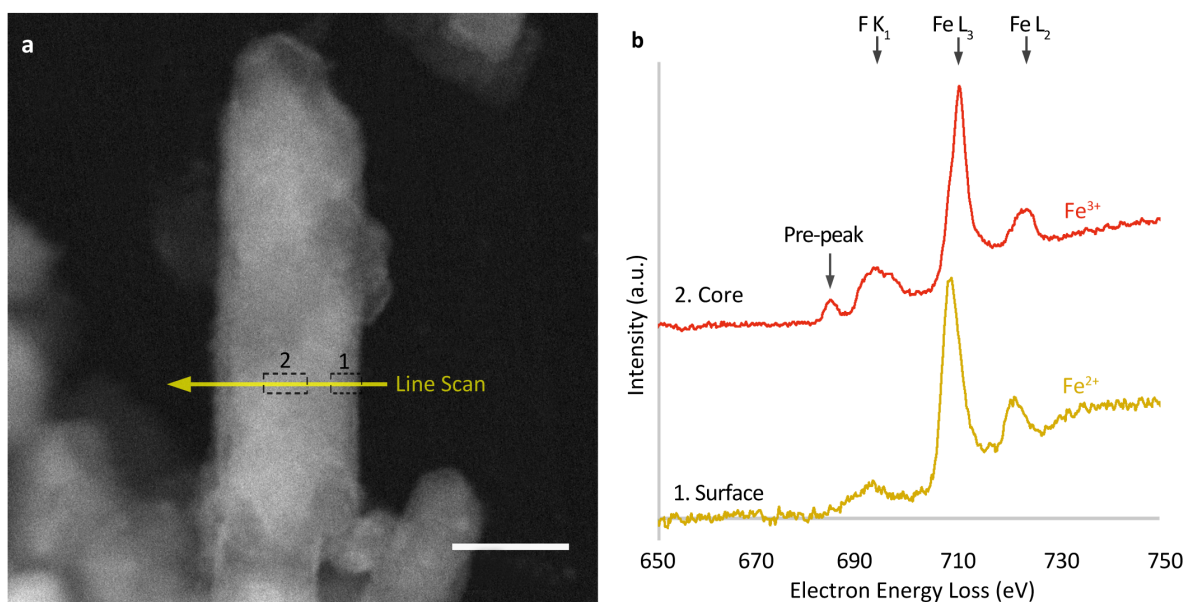 a
2
1
Line Scan
b
F K₁
Fe L₃
Fe L₂
Fe³⁺
Pre-peak
2. Core
Fe²⁺
1. Surface
Intensity (a.u.)
650 670 690 710 730 750
Electron Energy Loss (eV)